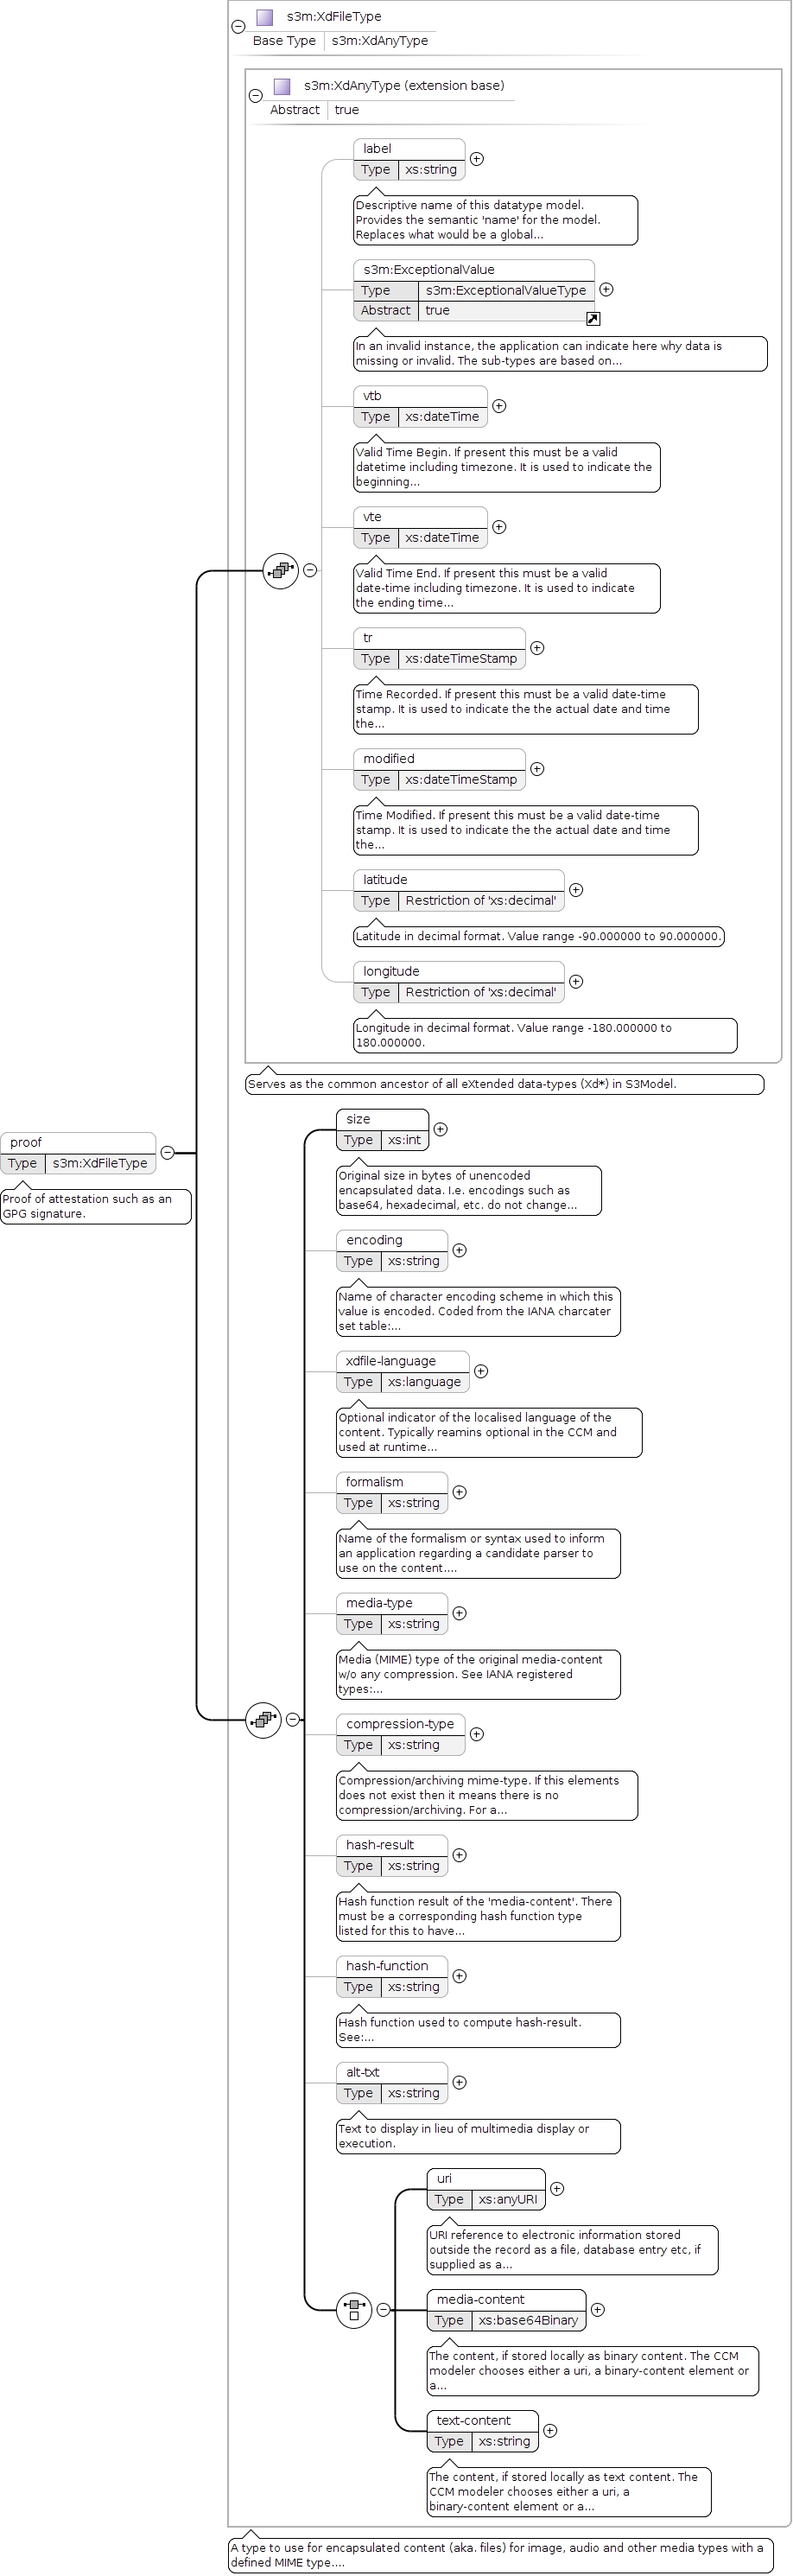 s3m:XdFileType
Base Type s3m:XdAnyType
s3m:XdAnyType (extension base)
Abstract true
label
Type xs:string
Descriptive name of this datatype model.
Provides the semantic 'name' for the model.
Replaces what would be a global...
s3m:ExceptionalValue
Type s3m:ExceptionalValueType
Abstract true
In an invalid instance, the application can indicate here why data is
missing or invalid. The sub-types are based on...
vtb
Type xs:dateTime
Valid Time Begin. If present this must be a valid
datetime including timezone. It is used to indicate the
beginning...
vte
Type xs:dateTime
Valid Time End. If present this must be a valid
date-time including timezone. It is used to indicate
the ending time...
tr
Type xs:dateTimeStamp
Time Recorded. If present this must be a valid date-time
stamp. It is used to indicate the the actual date and time
the...
modified
Type xs:dateTimeStamp
Time Modified. If present this must be a valid date-time
stamp. It is used to indicate the the actual date and time
the...
latitude
Type Restriction of 'xs:decimal'
Latitude in decimal format. Value range -90.000000 to 90.000000.
longitude
Type Restriction of 'xs:decimal'
Longitude in decimal format. Value range -180.000000 to
180.000000.
Serves as the common ancestor of all eXtended data-types (Xd*) in S3Model.
proof
Type s3m:XdFileType
Proof of attestation such as an
GPG signature.
size
Type xs:int
Original size in bytes of unencoded
encapsulated data. I.e. encodings such as
base64, hexadecimal, etc. do not change...
encoding
Type xs:string
Name of character encoding scheme in which this
value is encoded. Coded from the IANA charcater
set table:...
xdfile-language
Type xs:language
Optional indicator of the localised language of the
content. Typically reamins optional in the CCM and
used at runtime...
formalism
Type xs:string
Name of the formalism or syntax used to inform
an application regarding a candidate parser to
use on the content....
media-type
Type xs:string
Media (MIME) type of the original media-content
w/o any compression. See IANA registered
types:...
compression-type
Type xs:string
Compression/archiving mime-type. If this elements
does not exist then it means there is no
compression/archiving. For a...
hash-result
Type xs:string
Hash function result of the 'media-content'. There
must be a corresponding hash function type
listed for this to have...
hash-function
Type xs:string
Hash function used to compute hash-result.
See:...
alt-txt
Type xs:string
Text to display in lieu of multimedia display or
execution.
uri
Type xs:anyURI
URI reference to electronic information stored
outside the record as a file, database entry etc, if
supplied as a...
media-content
Type xs:base64Binary
The content, if stored locally as binary content. The CCM
modeler chooses either a uri, a binary-content element or
a...
text-content
Type xs:string
The content, if stored locally as text content. The
CCM modeler chooses either a uri, a
binary-content element or a...
A type to use for encapsulated content (aka. files) for image, audio and other media types with a
defined MIME type....